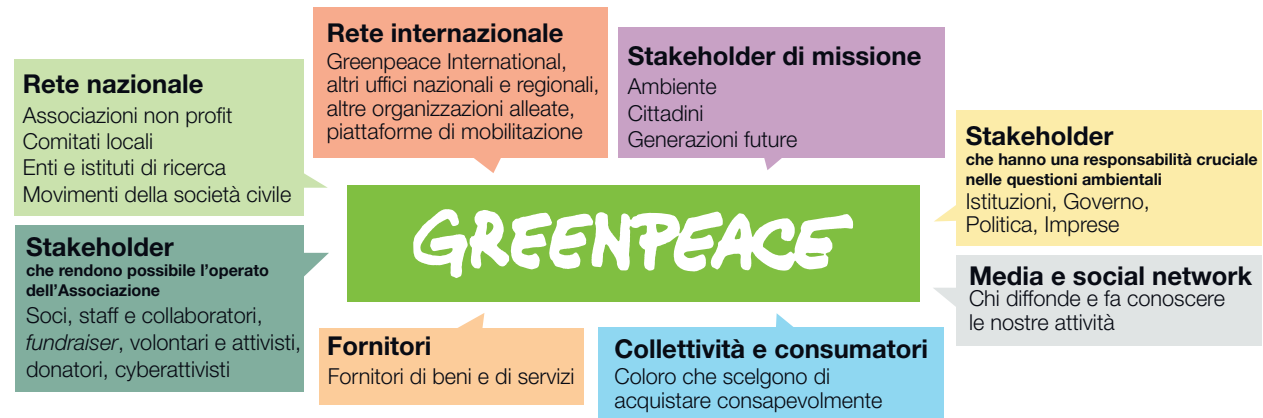 Rete internazionale
Greenpeace International,
altri uffici nazionali e regionali,
altre organizzazioni alleate,
piattaforme di mobilitazione
Stakeholder di missione
Ambiente
Cittadini
Generazioni future
Rete nazionale
Associazioni non profit
Comitati locali
Enti e istituti di ricerca
Movimenti della società civile
Stakeholder
che hanno una responsabilità cruciale
nelle questioni ambientali
Istituzioni, Governo,
Politica, Imprese
GREENPEACE
Stakeholder
che rendono possibile l'operato
dell'Associazione
Soci, staff e collaboratori,
fundraiser, volontari e attivisti,
donatori, cyberattivisti
Media e social network
Chi diffonde e fa conoscere
le nostre attività
Fornitori
Fornitori di beni e di servizi
Collettività e consumatori
Coloro che scelgono di
acquistare consapevolmente